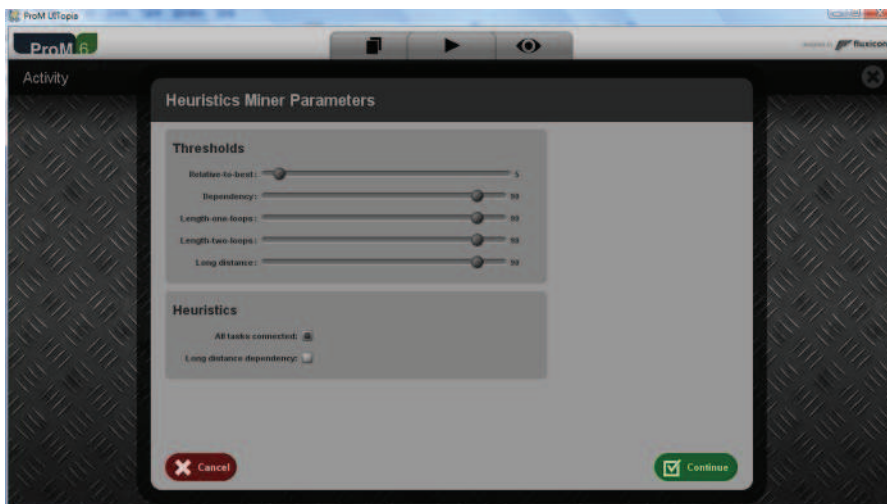 ProM UITopia
ProM 6
fluxicon
Activity
Heuristics Miner Parameters
Thresholds
Relative-to-best: 5
Dependency: 90
Length-one-loops: 90
Length-two-loops: 90
Long distance: 90
Heuristics
All tasks connected:
Long distance dependency:
Cancel
Continue